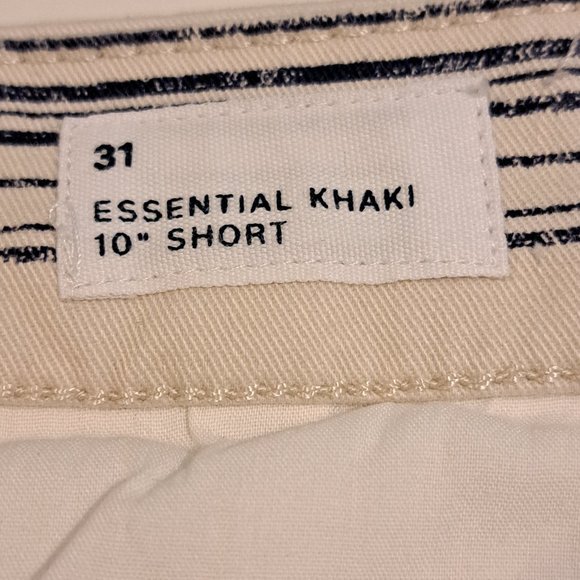 31
ESSENTIAL KHAKI
10" SHORT